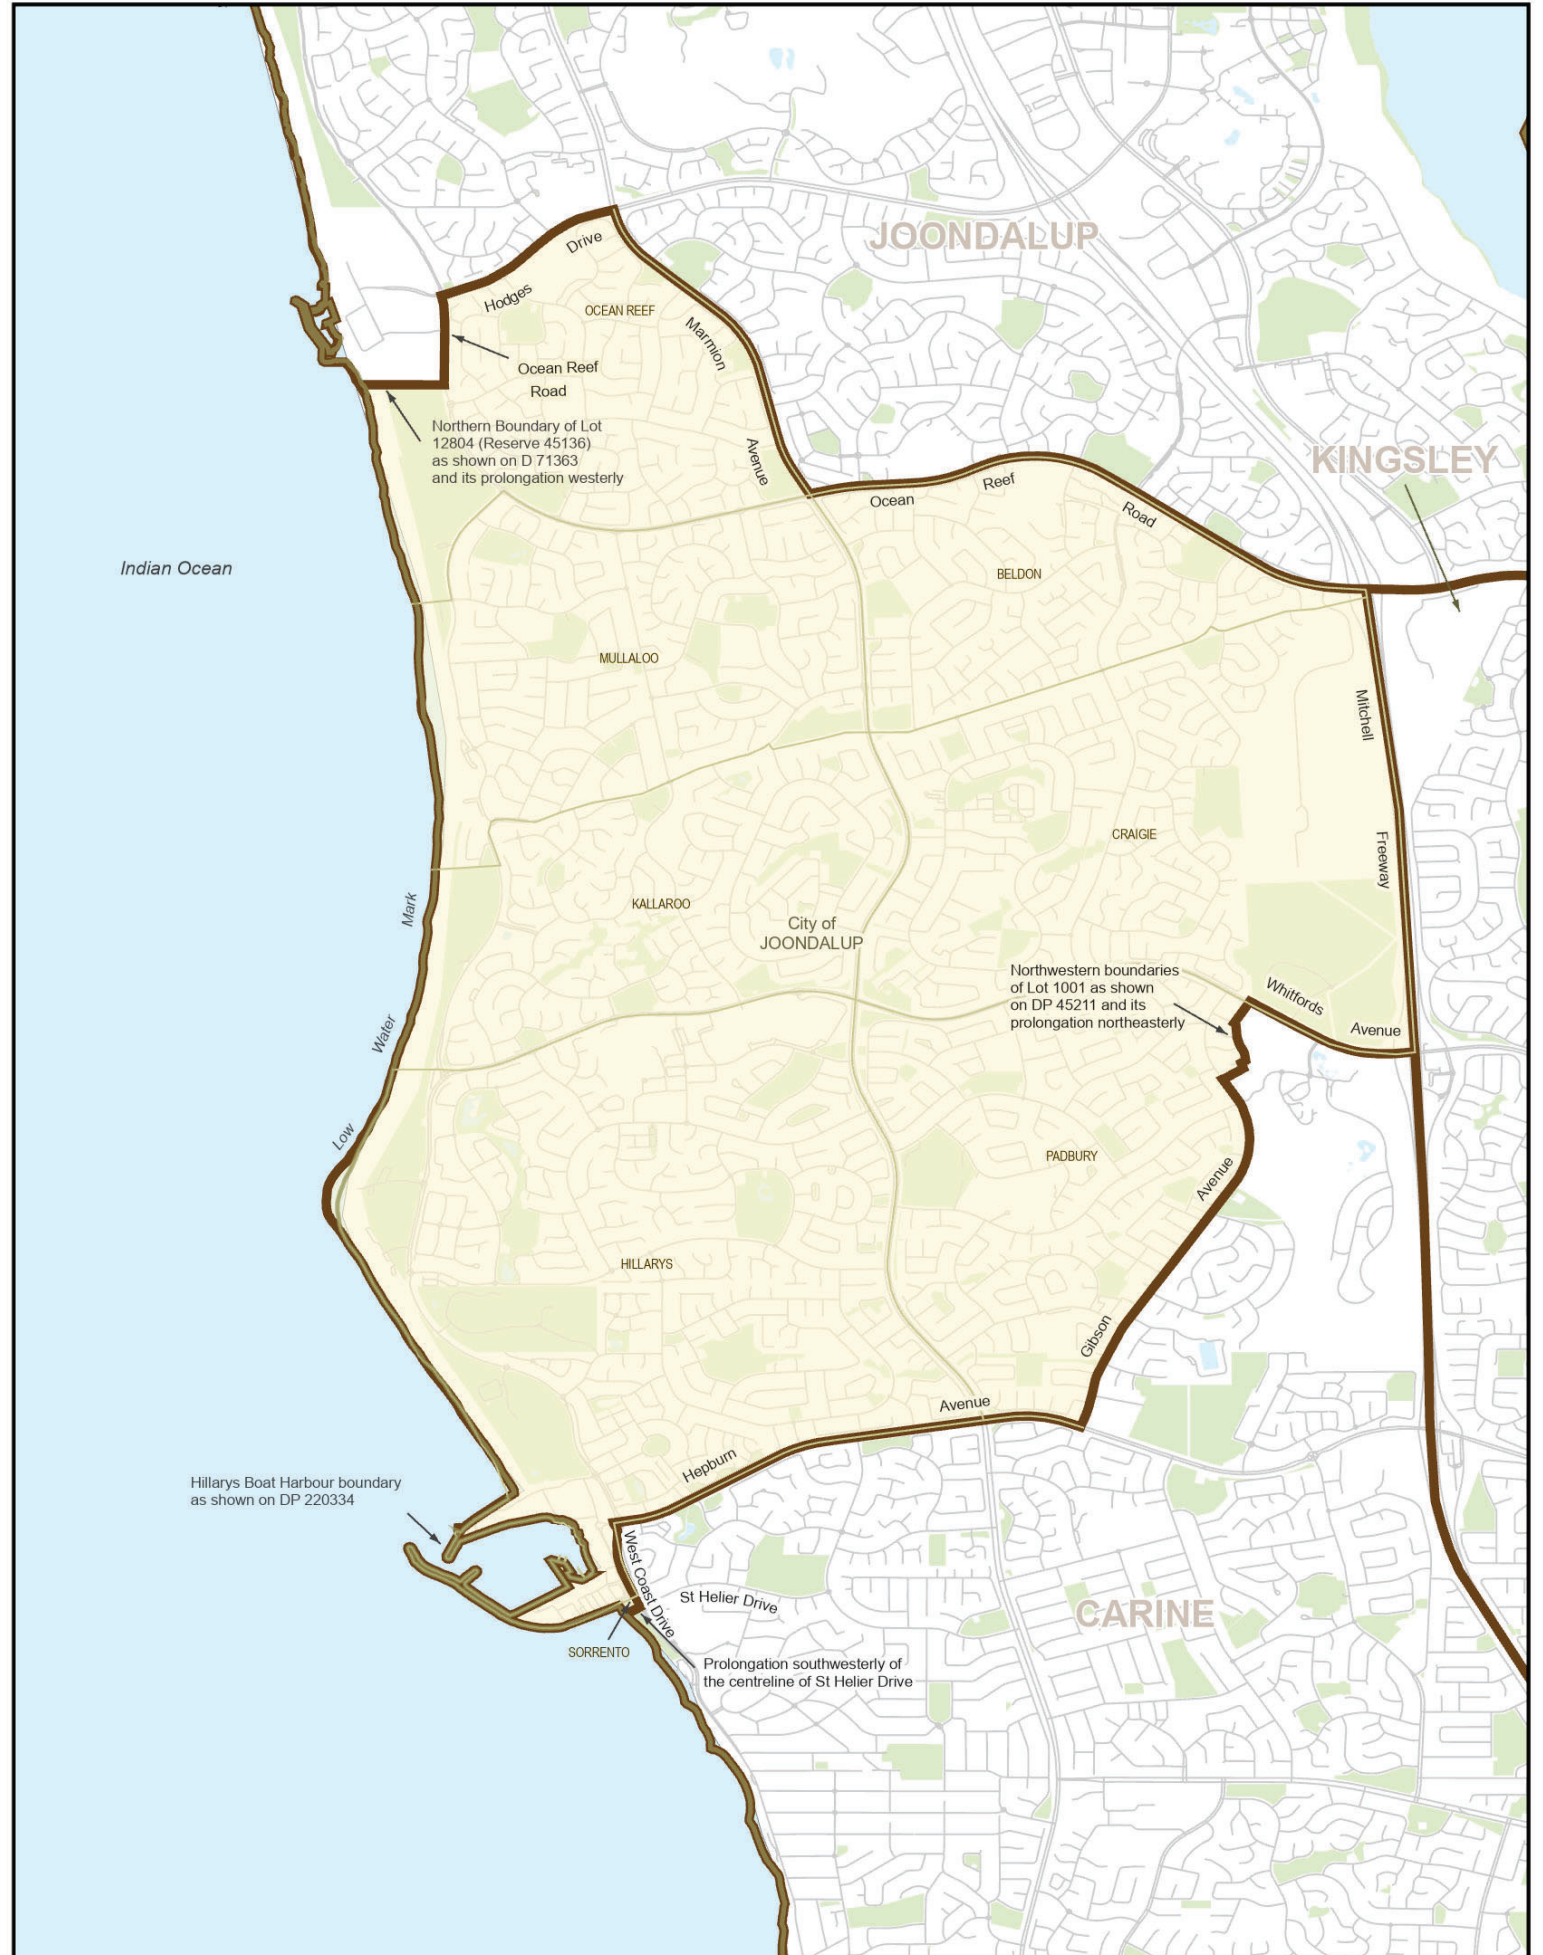 JOONDALUP
Hodges
Drive
OCEAN REEF
Marmion
Avenue
Ocean Reef
Road
Northern Boundary of Lot
12804 (Reserve 45136)
as shown on D 71363
and its prolongation westerly
KINGSLEY
Ocean
Reef
Road
Indian Ocean
BELDON
MULLALOO
Mitchell
Freeway
CRAIGIE
KALLAROO
City of
JOONDALUP
Low
Water
Mark
Northwestern boundaries
of Lot 1001 as shown
on DP 45211 and its
prolongation northeasterly
Whitfords
Avenue
PADBURY
Gibson
Avenue
HILLARYS
Hepburn
Avenue
Hillarys Boat Harbour boundary
as shown on DP 220334
West Coast Drive
St Helier Drive
CARINE
SORRENTO
Prolongation southwesterly of
the centreline of St Helier Drive